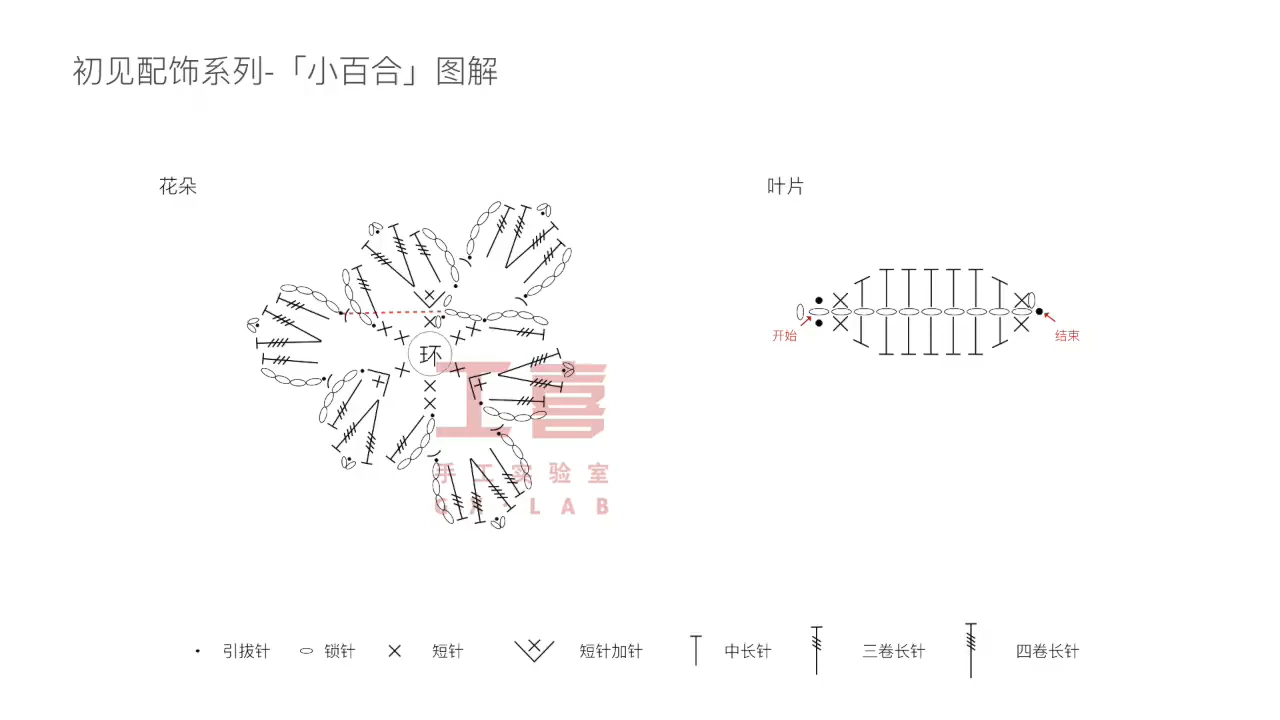 初见配饰系列-「小百合」图解
花朵
叶片
环
开始
结束
手工实验室
LAB
引拔针
锁针
短针
短针加针
中长针
三卷长针
四卷长针